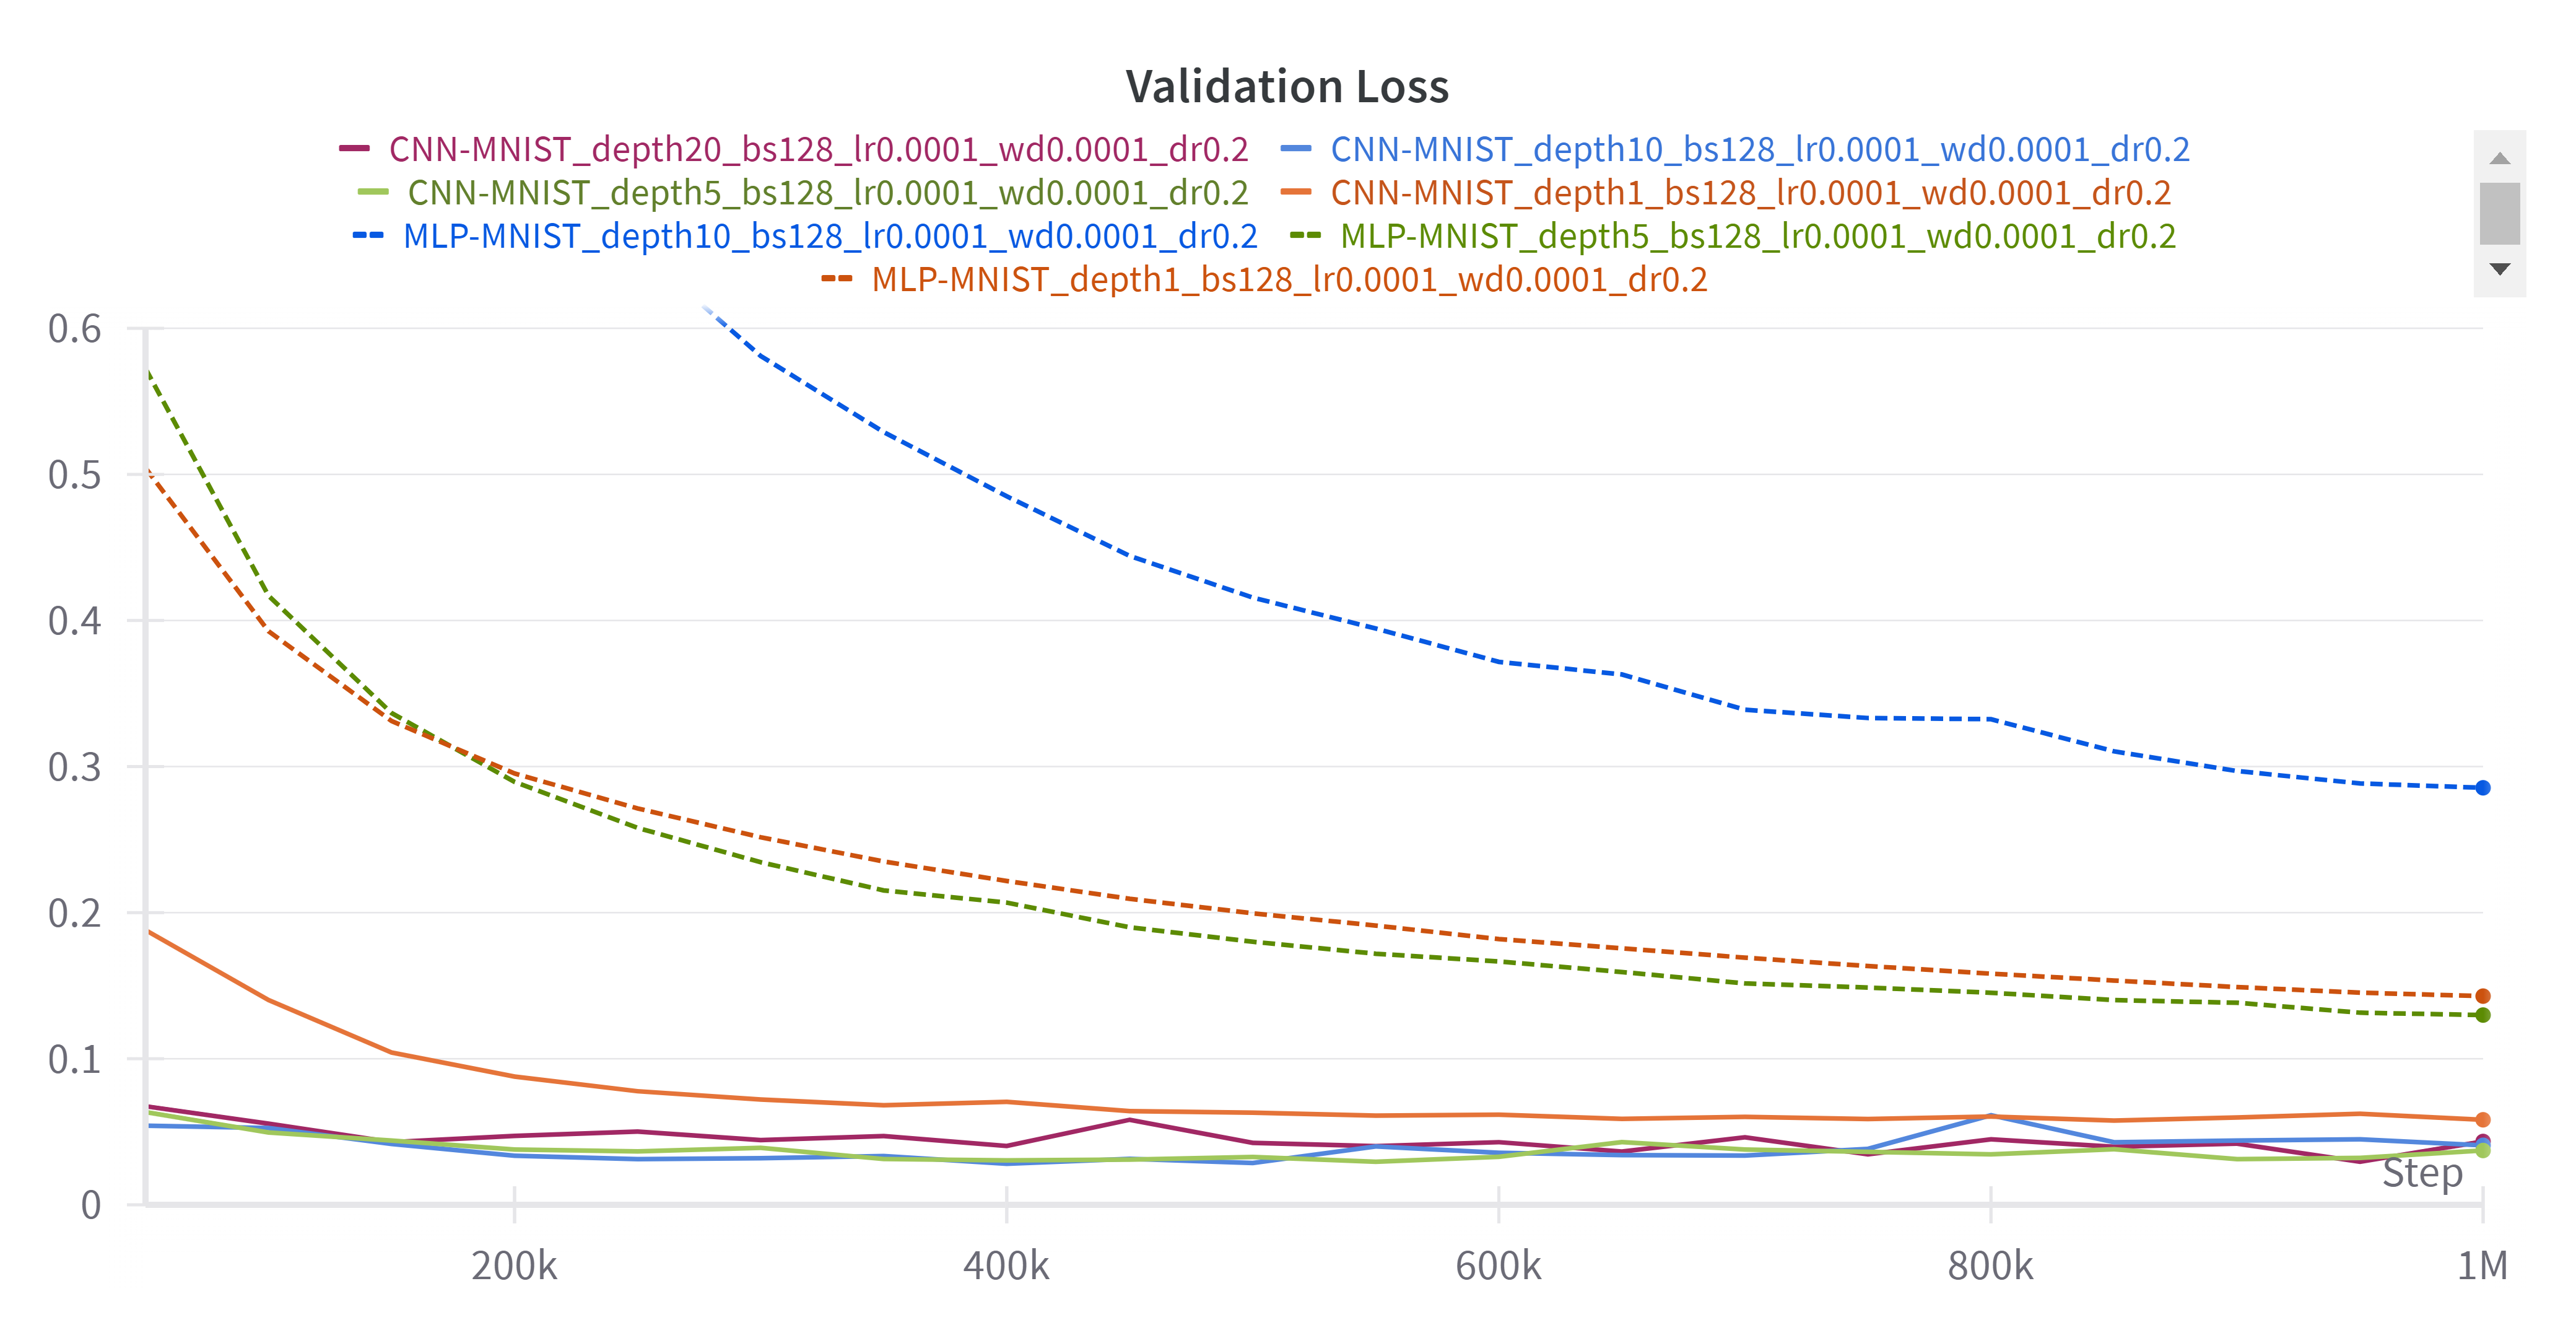 Validation Loss
CNN-MNIST_depth20_bs128_lr0.0001_wd0.0001_dr0.2 CNN-MNIST_depth10_bs128_lr0.0001_wd0.0001_dr0.2
CNN-MNIST_depth5_bs128_lr0.0001_wd0.0001_dr0.2 CNN-MNIST_depth1_bs128_lr0.0001_wd0.0001_dr0.2
MLP-MNIST_depth10_bs128_lr0.0001_wd0.0001_dr0.2 MLP-MNIST_depth5_bs128_lr0.0001_wd0.0001_dr0.2
MLP-MNIST_depth1_bs128_lr0.0001_wd0.0001_dr0.2
0.6
0.5
0.4
0.3
0.2
0.1
0
Step
200k 400k 600k 800k 1M